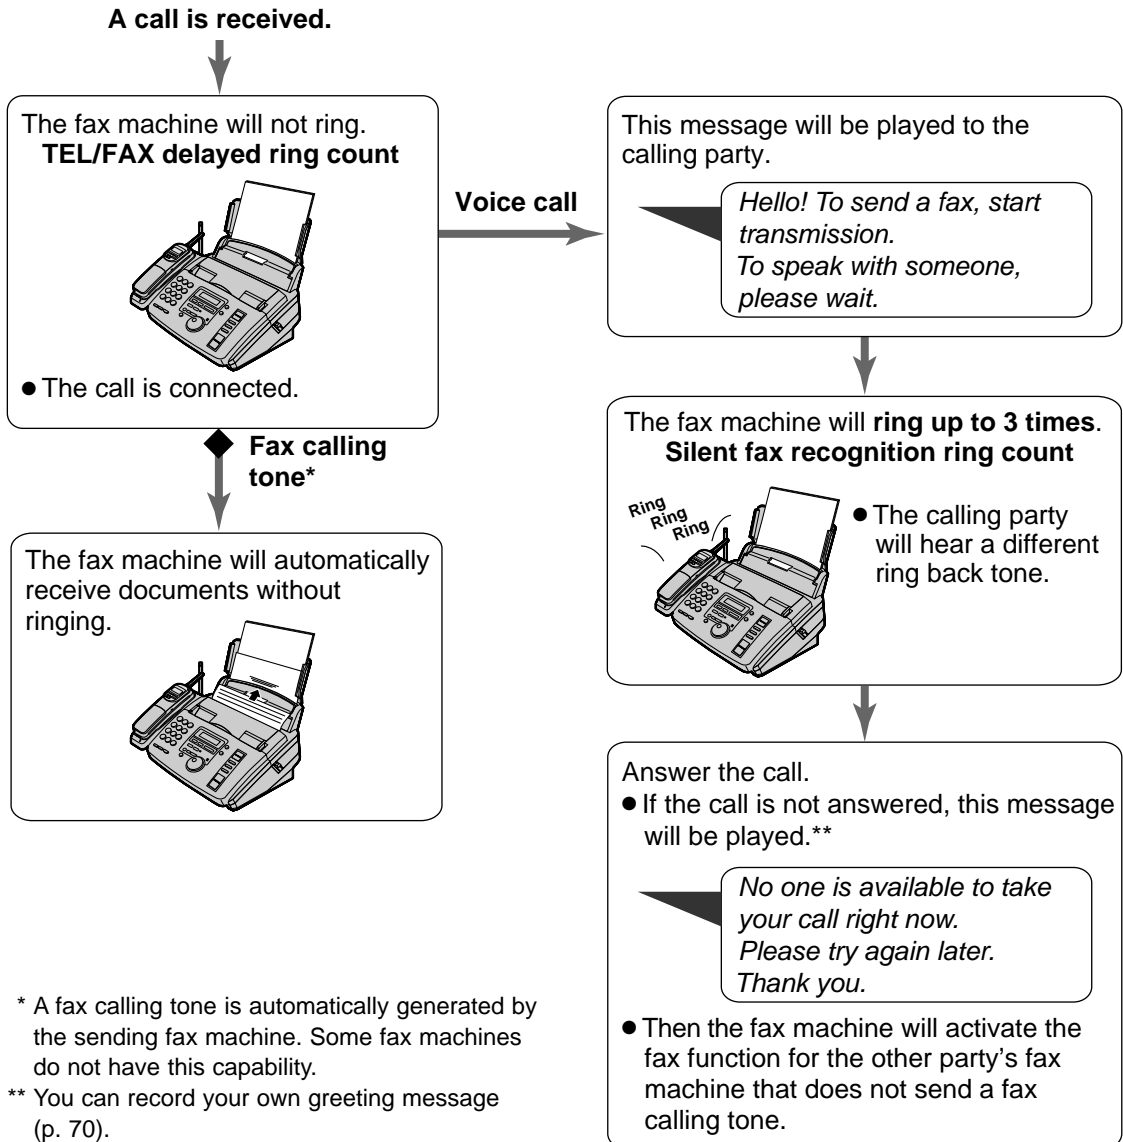 A call is received.
The fax machine will not ring.
TEL/FAX delayed ring count
● The call is connected.
Voice call
This message will be played to the
calling party.
Hello! To send a fax, start
transmission.
To speak with someone,
please wait.
Fax calling
tone*
The fax machine will automatically
receive documents without
ringing.
The fax machine will ring up to 3 times.
Silent fax recognition ring count
Ring
Ring
Ring
● The calling party
will hear a different
ring back tone.
Answer the call.
● If the call is not answered, this message
will be played.**
No one is available to take
your call right now.
Please try again later.
Thank you.
● Then the fax machine will activate the
fax function for the other party's fax
machine that does not send a fax
calling tone.
* A fax calling tone is automatically generated by
the sending fax machine. Some fax machines
do not have this capability.
** You can record your own greeting message
(p. 70).